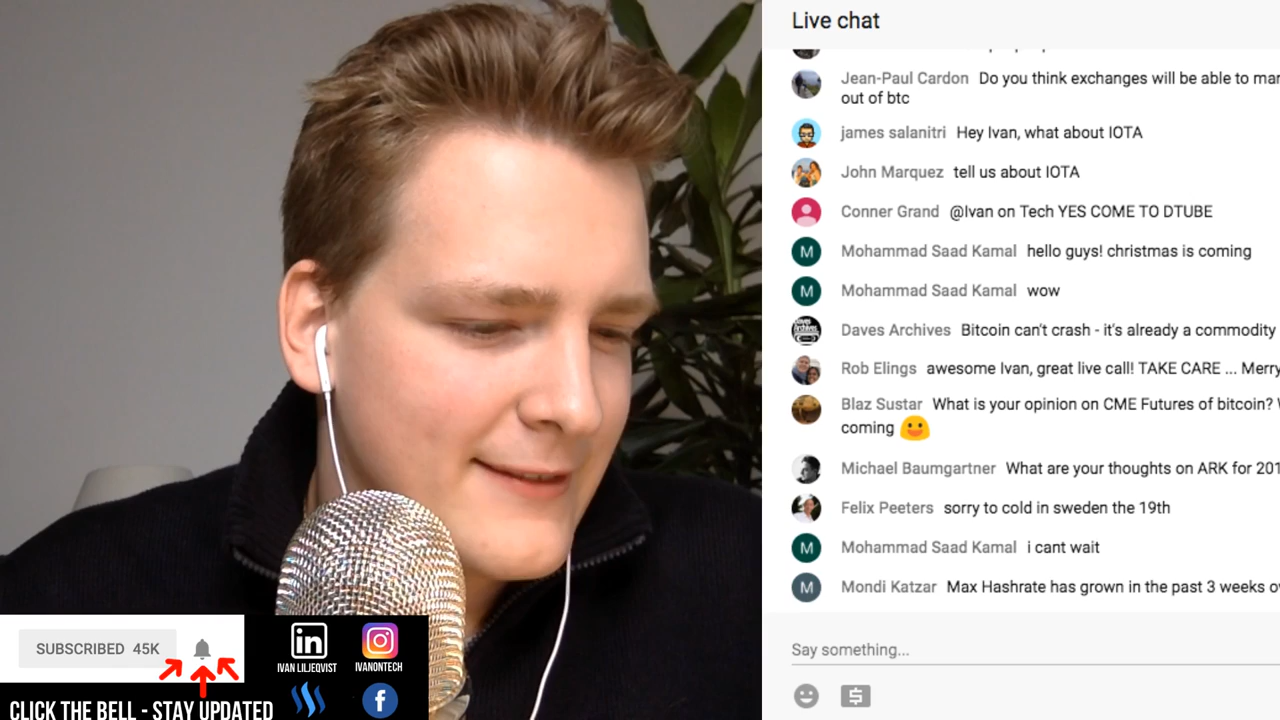 Live chat
Jean-Paul Cardon Do you think exchanges will be able to
out of btc
james salanitri Hey Ivan, what about IOTA
John Marquez tell us about IOTA
Conner Grand @Ivan on Tech YES COME TO DTUBE
M Mohammad Saad Kamal hello guys! christmas is coming
M Mohammad Saad Kamal wow
Daves Archives Bitcoin can't crash - it's already a commodity
Rob Elings awesome Ivan, great live call! TAKE CARE ... Merry
Blaz Sustar What is your opinion on CME Futures of bitcoin?
coming
Michael Baumgartner What are your thoughts on ARK for
Felix Peeters sorry to cold in sweden the 19th
M Mohammad Saad Kamal i cant wait
M Mondi Katzar Max Hashrate has grown in the past 3 weeks
Say something...
SUBSCRIBED 45K
CLICK THE BELL - STAY UPDATED
in
IVAN LILJEQVIST
IVANONTECH
f